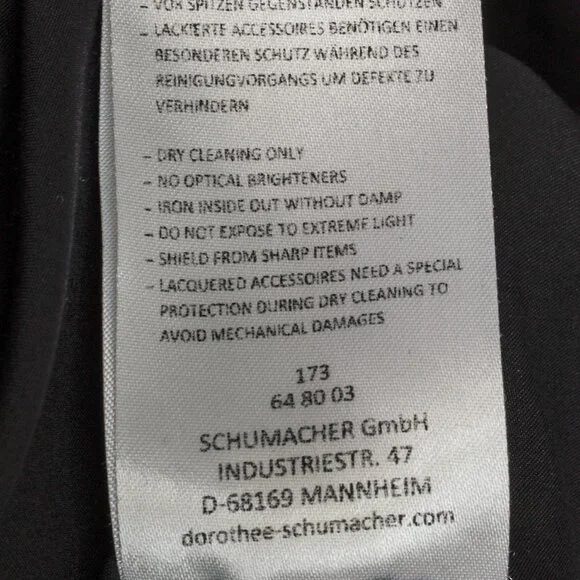 - VOR SPITZEN GEGENSTÄNDEN SCHÜTZEN
- LACKIERTE ACCESSOIRES BENÖTIGEN EINEN
BESONDEREN SCHUTZ WÄHREND DES
REINIGUNGVORGANGS UM DEFEKTE ZU
VERHINDERN
- DRY CLEANING ONLY
- NO OPTICAL BRIGHTENERS
- IRON INSIDE OUT WITHOUT DAMP
- DO NOT EXPOSE TO EXTREME LIGHT
- SHIELD FROM SHARP ITEMS
- LACQUERED ACCESSOIRES NEED A SPECIAL
PROTECTION DURING DRY CLEANING TO
AVOID MECHANICAL DAMAGES
173
64 80 03
SCHUMACHER GmbH
INDUSTRIESTR. 47
D-68169 MANNHEIM
dorothee-schumacher.com